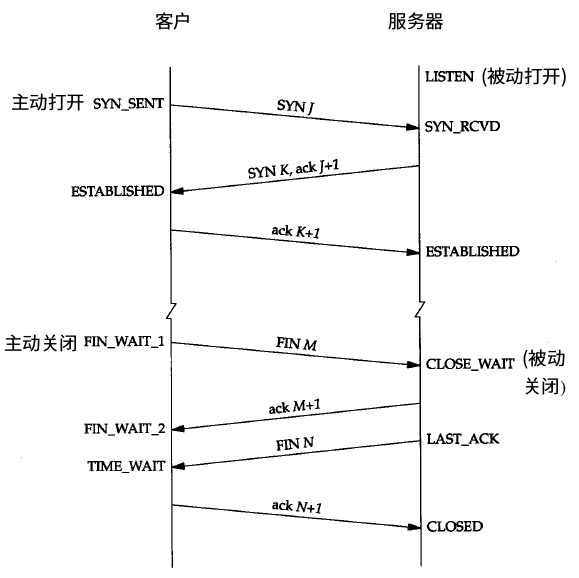 客户
服务器
LISTEN (被动打开)
主动打开 SYN_SENT
SYN J
SYN_RCVD
SYN K, ack J+1
ESTABLISHED
ack K+1
ESTABLISHED
主动关闭 FIN_WAIT_1
FIN M
CLOSE_WAIT (被动
关闭)
ack M+1
FIN_WAIT_2
FIN N
LAST_ACK
TIME_WAIT
ack N+1
CLOSED